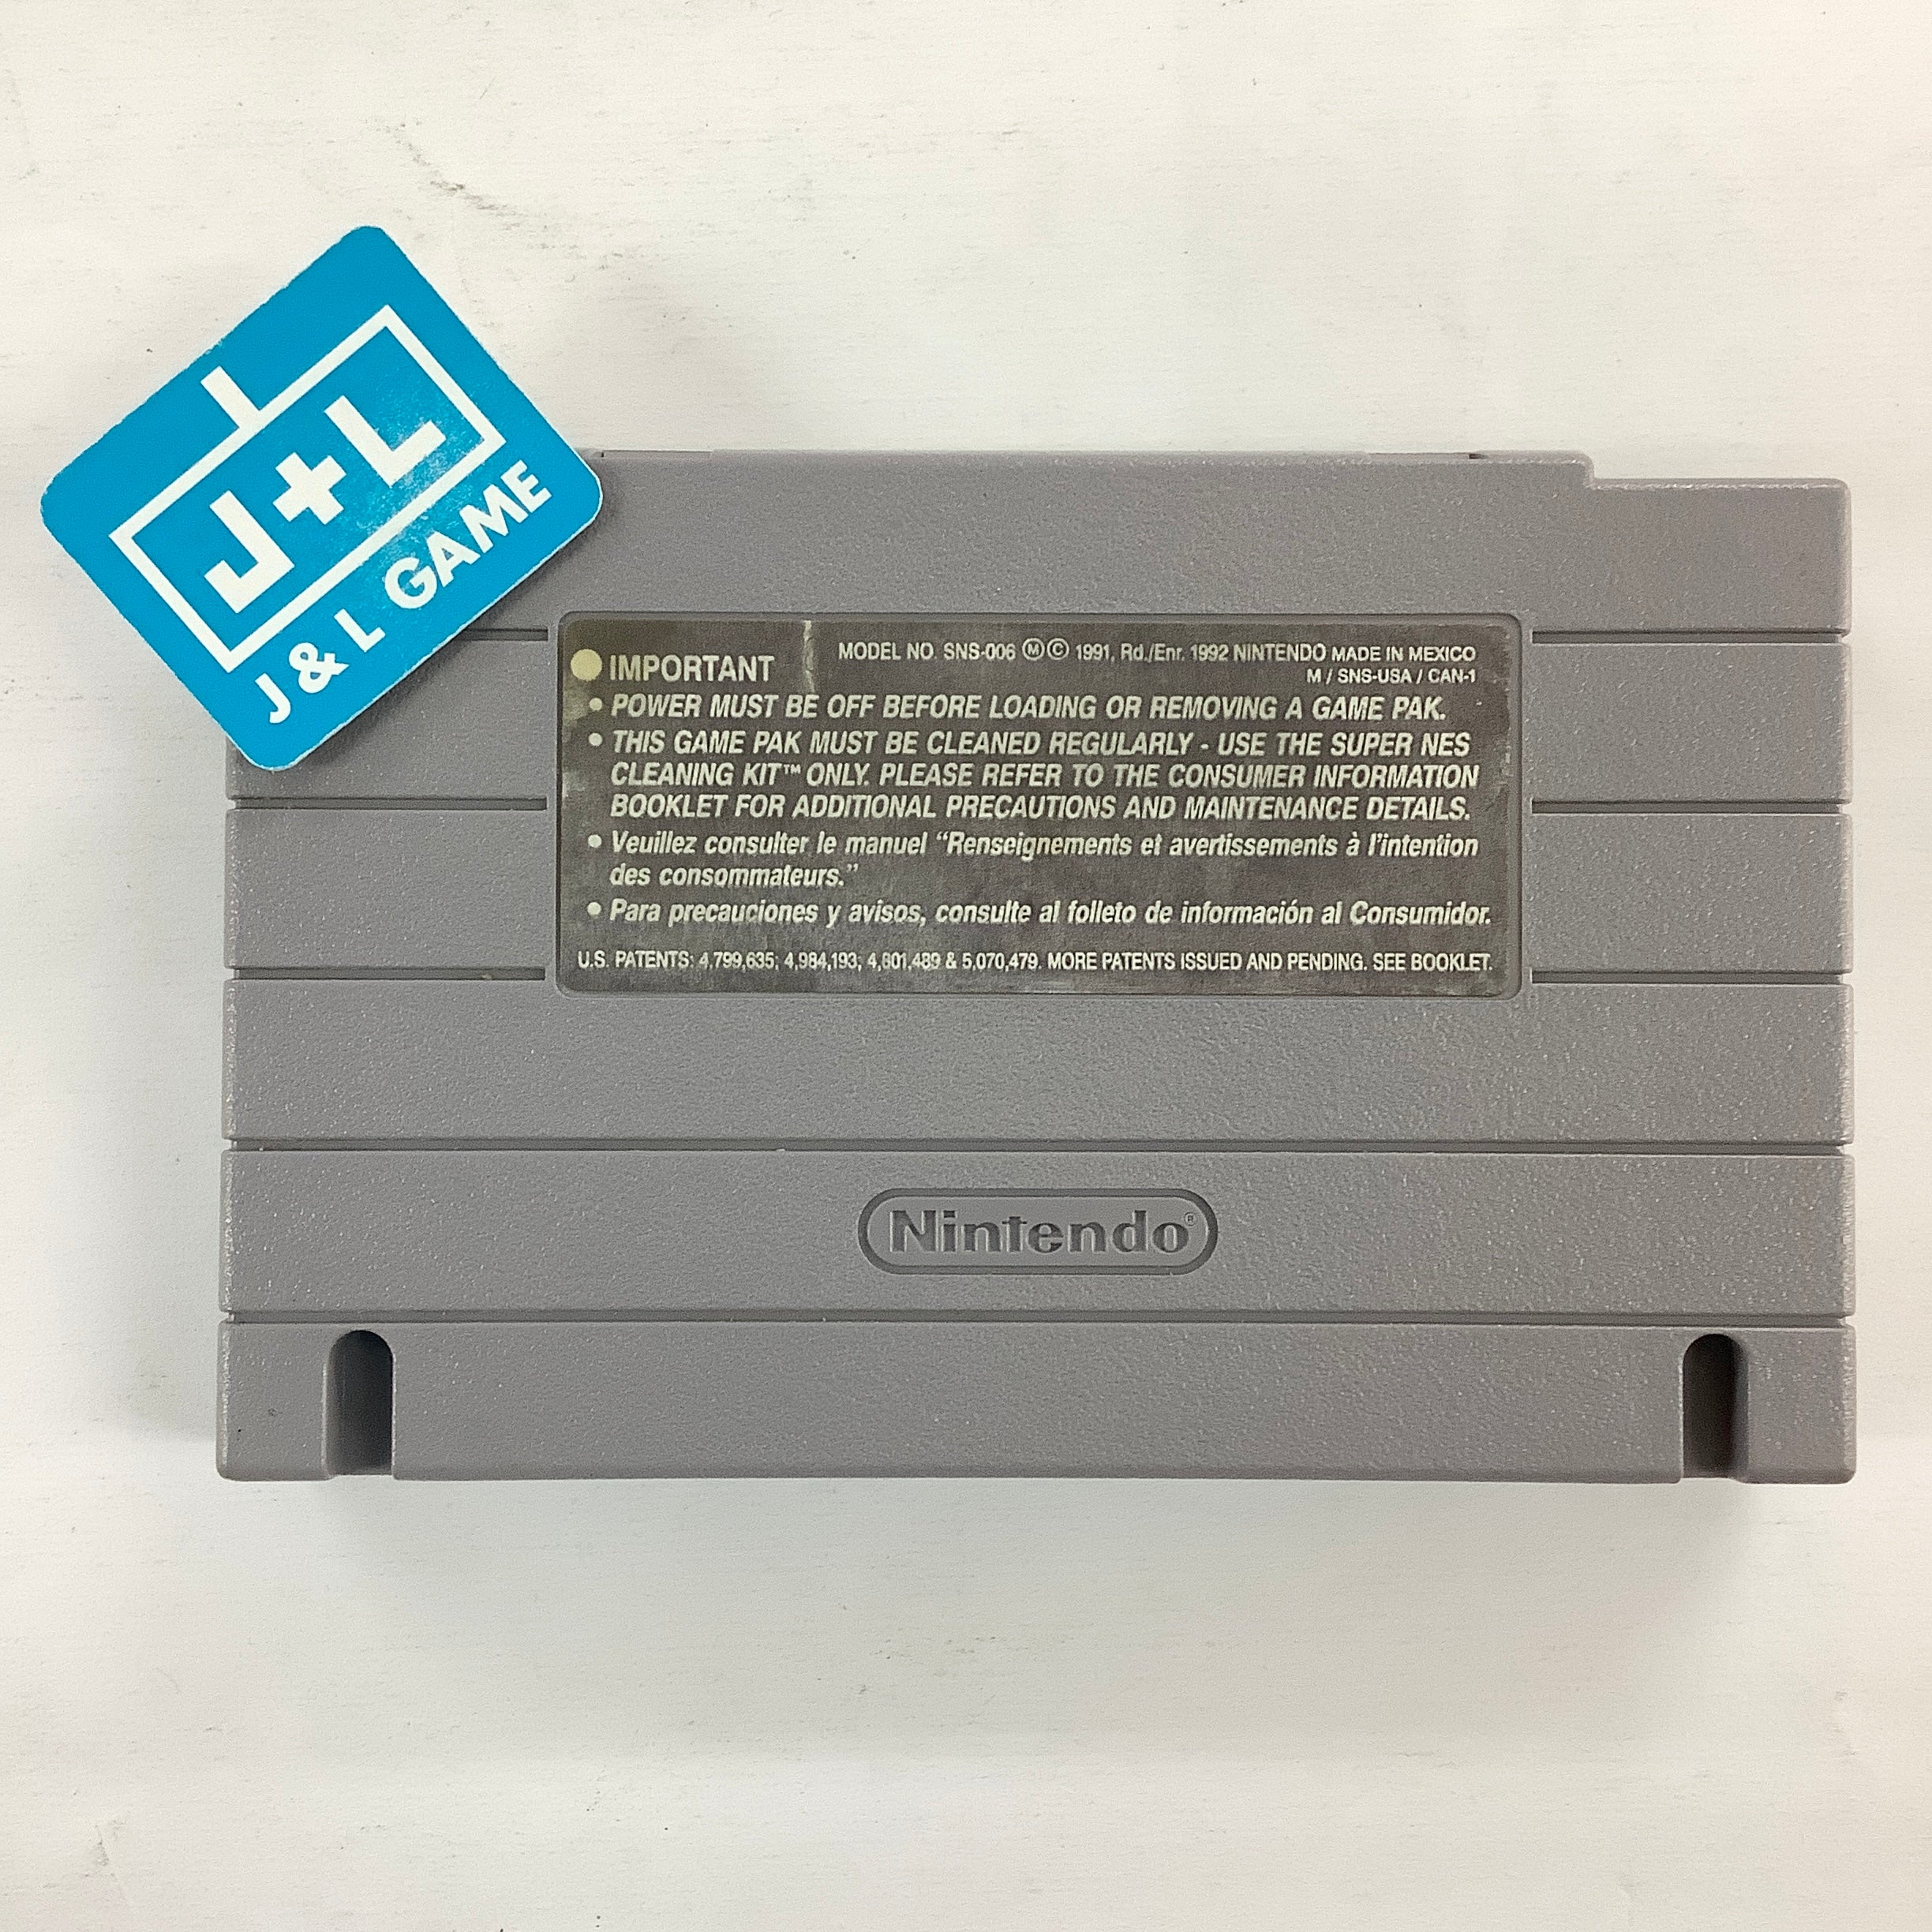 J+L
J & L GAME
IMPORTANT
MODEL NO. SNS-006 ⓂⒸ 1991, Rd./Enr. 1992 NINTENDO MADE IN MEXICO
M / SNS-USA / CAN-1
• POWER MUST BE OFF BEFORE LOADING OR REMOVING A GAME PAK.
• THIS GAME PAK MUST BE CLEANED REGULARLY - USE THE SUPER NES
CLEANING KIT™ ONLY. PLEASE REFER TO THE CONSUMER INFORMATION
BOOKLET FOR ADDITIONAL PRECAUTIONS AND MAINTENANCE DETAILS.
• Veuillez consulter le manuel “Renseignements et avertissements à l’intention
des consommateurs.”
• Para precauciones y avisos, consulte al folleto de información al Consumidor.
U.S. PATENTS: 4,799,635; 4,984,193; 4,801,489 & 5,070,479. MORE PATENTS ISSUED AND PENDING. SEE BOOKLET.
Nintendo®